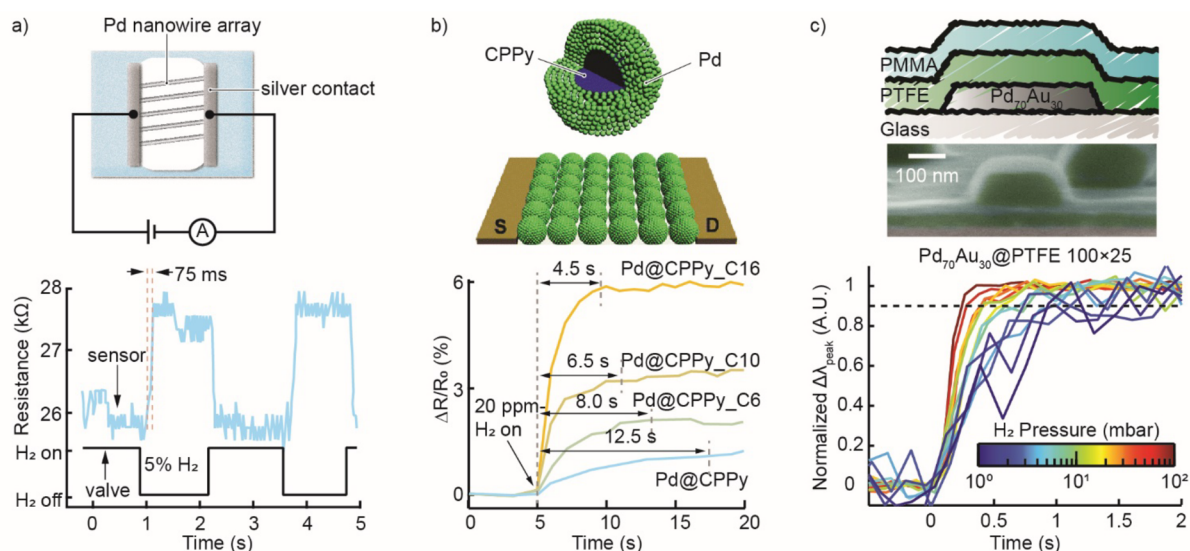 a)
Pd nanowire array
silver contact
A
75 ms
28
27
26
Resistance (kΩ)
sensor
H₂ on
5% H₂
valve
H₂ off
0 1 2 3 4 5
Time (s)
b)
CPPy
Pd
S D
4.5 s
Pd@CPPy_C16
6.5 s
Pd@CPPy_C10
8.0 s
Pd@CPPy_C6
12.5 s
Pd@CPPy
20 ppm
H₂ on
6
3
0
ΔR/R₀ (%)
0 5 10 15 20
Time (s)
c)
PMMA
PTFE
Pd₇₀Au₃₀
Glass
100 nm
Pd₇₀Au₃₀@PTFE 100×25
1
0.8
0.6
0.4
0.2
0
Normalized Δλpeak (A.U.)
H₂ Pressure (mbar)
10⁰ 10¹ 10²
0 0.5 1 1.5 2
Time (s)